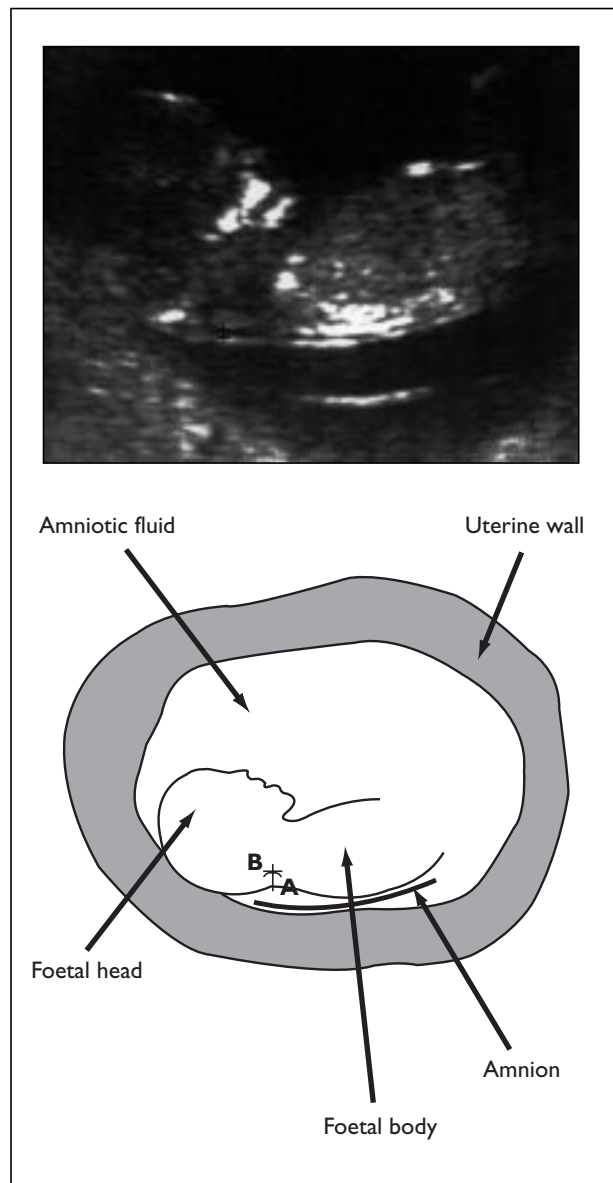 Amniotic fluid
Uterine wall
B
A
Foetal head
Amnion
Foetal body